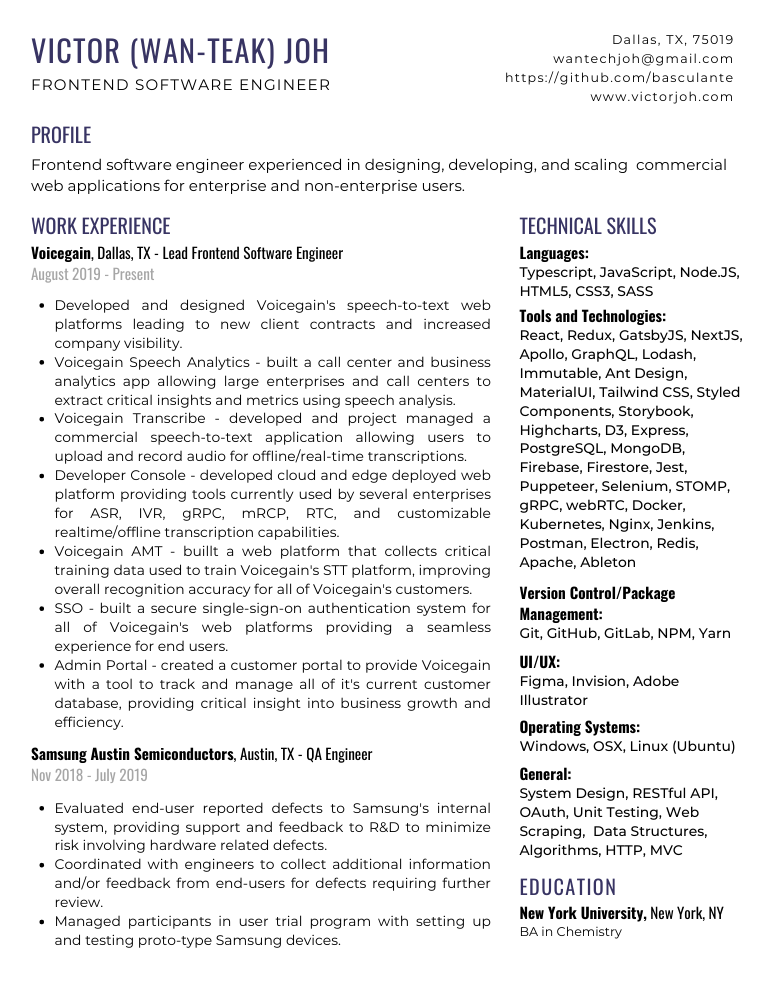 VICTOR (WAN-TEAK) JOH
FRONTEND SOFTWARE ENGINEER
Dallas, TX, 75019
wantechjoh@gmail.com
https://github.com/basculante
www.victorjoh.com
PROFILE
Frontend software engineer experienced in designing, developing, and scaling commercial
web applications for enterprise and non-enterprise users.
WORK EXPERIENCE
Voicegain, Dallas, TX - Lead Frontend Software Engineer
August 2019 - Present
• Developed and designed Voicegain's speech-to-text web
platforms leading to new client contracts and increased
company visibility.
• Voicegain Speech Analytics - built a call center and business
analytics app allowing large enterprises and call centers to
extract critical insights and metrics using speech analysis.
• Voicegain Transcribe - developed and project managed a
commercial speech-to-text application allowing users to
upload and record audio for offline/real-time transcriptions.
• Developer Console - developed cloud and edge deployed web
platform providing tools currently used by several enterprises
for ASR, IVR, gRPC, mRCP, RTC, and customizable
realtime/offline transcription capabilities.
• Voicegain AMT - buillt a web platform that collects critical
training data used to train Voicegain's STT platform, improving
overall recognition accuracy for all of Voicegain's customers.
• SSO - built a secure single-sign-on authentication system for
all of Voicegain's web platforms providing a seamless
experience for end users.
• Admin Portal - created a customer portal to provide Voicegain
with a tool to track and manage all of it's current customer
database, providing critical insight into business growth and
efficiency.
Samsung Austin Semiconductors, Austin, TX - QA Engineer
Nov 2018 - July 2019
• Evaluated end-user reported defects to Samsung's internal
system, providing support and feedback to R&D to minimize
risk involving hardware related defects.
• Coordinated with engineers to collect additional information
and/or feedback from end-users for defects requiring further
review.
• Managed participants in user trial program with setting up
and testing proto-type Samsung devices.
TECHNICAL SKILLS
Languages:
Typescript, JavaScript, Node.JS,
HTML5, CSS3, SASS
Tools and Technologies:
React, Redux, GatsbyJS, NextJS,
Apollo, GraphQL, Lodash,
Immutable, Ant Design,
MaterialUI, Tailwind CSS, Styled
Components, Storybook,
Highcharts, D3, Express,
PostgreSQL, MongoDB,
Firebase, Firestore, Jest,
Puppeteer, Selenium, STOMP,
gRPC, webRTC, Docker,
Kubernetes, Nginx, Jenkins,
Postman, Electron, Redis,
Apache, Ableton
Version Control/Package
Management:
Git, GitHub, GitLab, NPM, Yarn
UI/UX:
Figma, Invision, Adobe
Illustrator
Operating Systems:
Windows, OSX, Linux (Ubuntu)
General:
System Design, RESTful API,
OAuth, Unit Testing, Web
Scraping, Data Structures,
Algorithms, HTTP, MVC
EDUCATION
New York University, New York, NY
BA in Chemistry